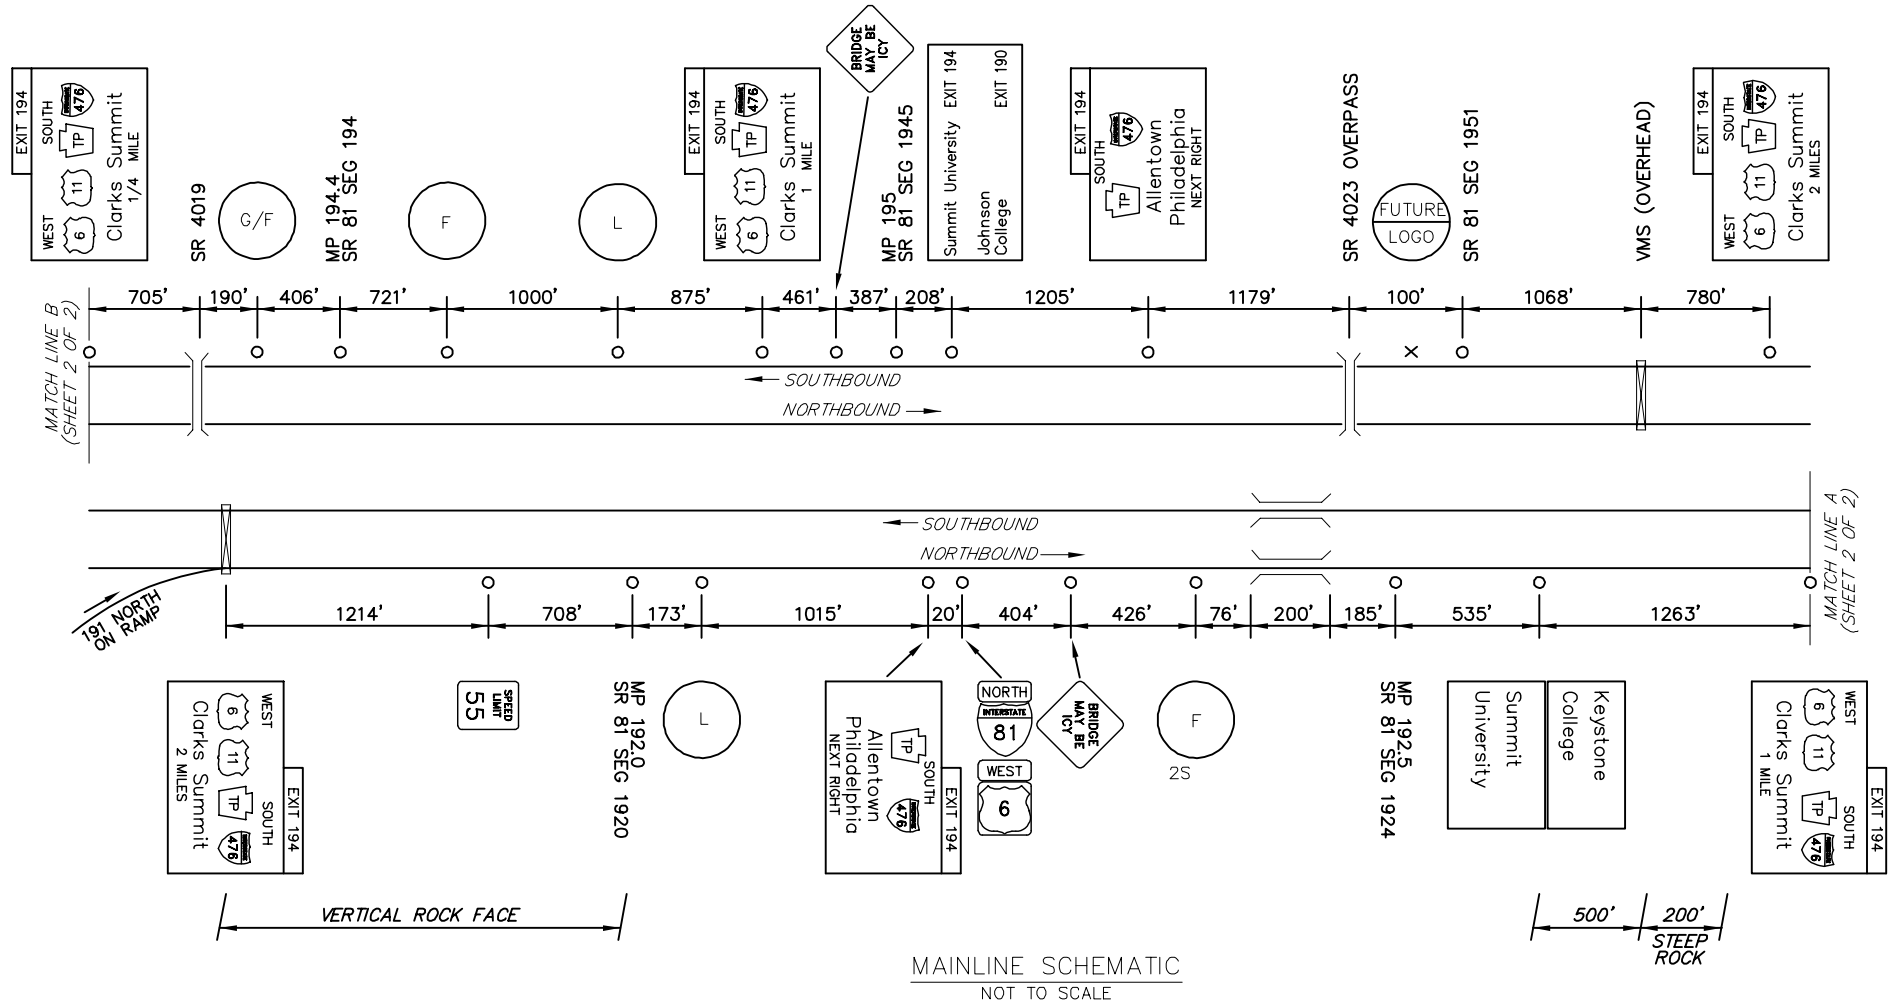 EXIT 194
SOUTH
INTERSTATE
476
TP
11
WEST
6
Clarks Summit
1/4 MILE
SR 4019
G/F
MP 194.4
SR 81 SEG 194
F
L
EXIT 194
SOUTH
476
TP
11
WEST
6
Clarks Summit
1 MILE
BRIDGE
MAY BE
ICY
MP 195
SR 81 SEG 1945
Summit University EXIT 194
Johnson EXIT 190
College
EXIT 194
SOUTH
476
TP
Allentown
Philadelphia
NEXT RIGHT
SR 4023 OVERPASS
FUTURE
LOGO
SR 81 SEG 1951
VMS (OVERHEAD)
EXIT 194
SOUTH
476
TP
11
WEST
6
Clarks Summit
2 MILES
705' 190' 406' 721' 1000' 875' 461' 387' 208' 1205' 1179' 100' 1068' 780'
MATCH LINE B
(SHEET 2 OF 2)
X
SOUTHBOUND
NORTHBOUND
SOUTHBOUND
NORTHBOUND
MATCH LINE A
(SHEET 2 OF 2)
191 NORTH
ON RAMP
1214' 708' 173' 1015' 20' 404' 426' 76' 200' 185' 535' 1263'
EXIT 194
WEST
6
11
TP
SOUTH
476
Clarks Summit
2 MILES
SPEED
LIMIT
55
MP 192.0
SR 81 SEG 1920
L
EXIT 194
SOUTH
TP
476
Allentown
Philadelphia
NEXT RIGHT
NORTH
INTERSTATE
81
WEST
6
BRIDGE
MAY BE
ICY
F
2S
MP 192.5
SR 81 SEG 1924
Summit
University
Keystone
College
EXIT 194
WEST
6
11
TP
SOUTH
476
Clarks Summit
1 MILE
VERTICAL ROCK FACE
500' 200'
STEEP
ROCK
MAINLINE SCHEMATIC
NOT TO SCALE